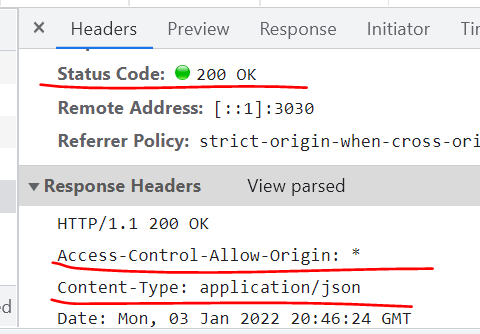 × Headers Preview Response Initiator Ti
Status Code: 200 OK
Remote Address: [::1]:3030
Referrer Policy: strict-origin-when-cross-ori
▼ Response Headers View parsed
HTTP/1.1 200 OK
Access-Control-Allow-Origin: *
Content-Type: application/json
ed Date: Mon, 03 Jan 2022 20:46:24 GMT